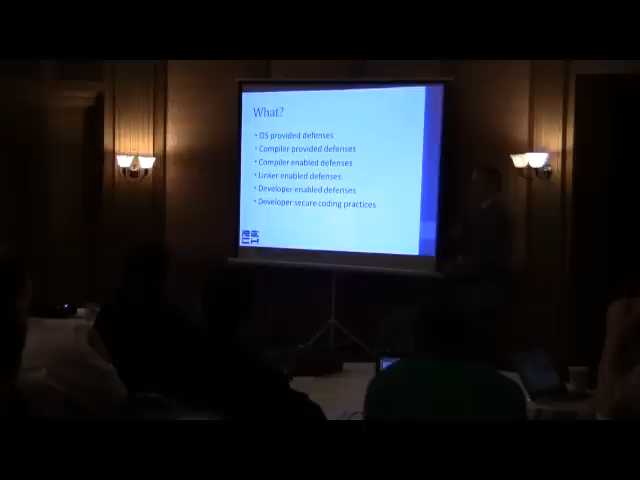 What?
• OS provided defenses
• Compiler provided defenses
• Compiler enabled defenses
• Linker enabled defenses
• Developer enabled defenses
• Developer secure coding practices